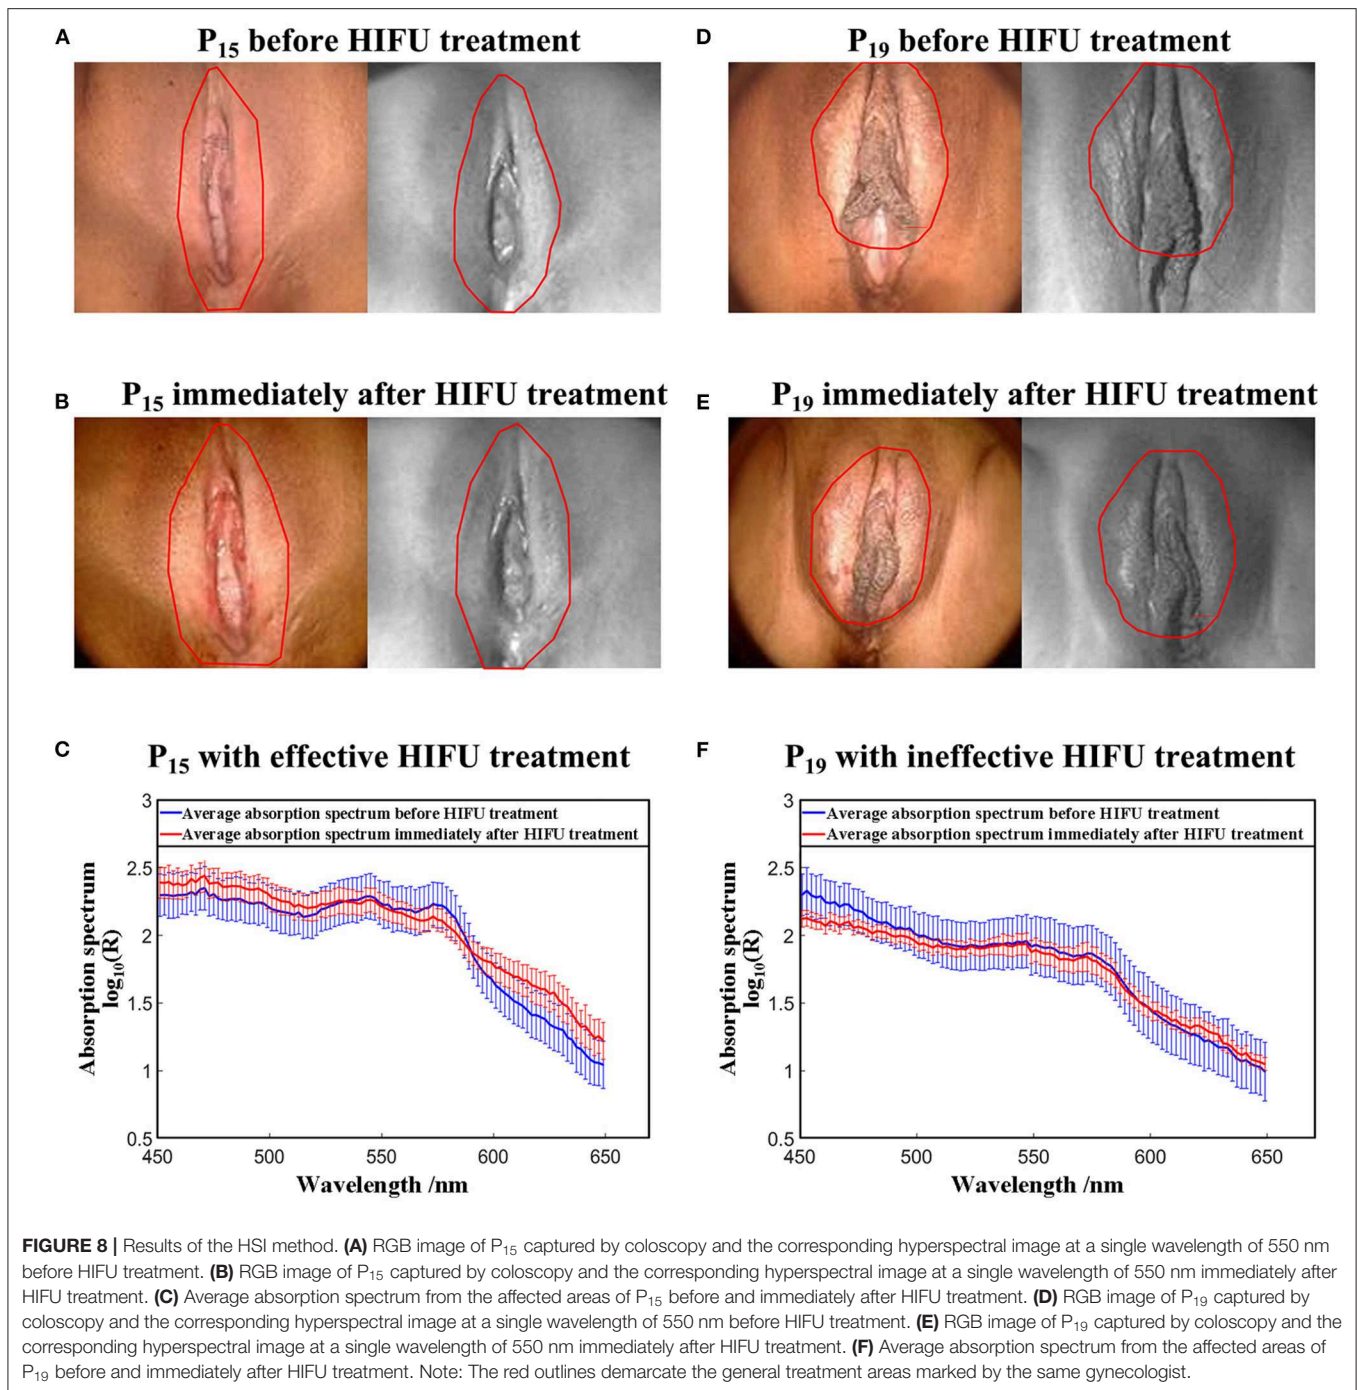 A
P15 before HIFU treatment
D
P19 before HIFU treatment
B
P15 immediately after HIFU treatment
E
P19 immediately after HIFU treatment
C
P15 with effective HIFU treatment
3
2.5
2
1.5
1
0.5
Average absorption spectrum before HIFU treatment
Average absorption spectrum immediately after HIFU treatment
Absorption spectrum
log10(R)
450 500 550 600 650
Wavelength /nm
F
P19 with ineffective HIFU treatment
3
2.5
2
1.5
1
0.5
Average absorption spectrum before HIFU treatment
Average absorption spectrum immediately after HIFU treatment
Absorption spectrum
log10(R)
450 500 550 600 650
Wavelength /nm
FIGURE 8 | Results of the HSI method. (A) RGB image of P15 captured by coloscopy and the corresponding hyperspectral image at a single wavelength of 550 nm
before HIFU treatment. (B) RGB image of P15 captured by coloscopy and the corresponding hyperspectral image at a single wavelength of 550 nm immediately after
HIFU treatment. (C) Average absorption spectrum from the affected areas of P15 before and immediately after HIFU treatment. (D) RGB image of P19 captured by
coloscopy and the corresponding hyperspectral image at a single wavelength of 550 nm before HIFU treatment. (E) RGB image of P19 captured by coloscopy and the
corresponding hyperspectral image at a single wavelength of 550 nm immediately after HIFU treatment. (F) Average absorption spectrum from the affected areas of
P19 before and immediately after HIFU treatment. Note: The red outlines demarcate the general treatment areas marked by the same gynecologist.